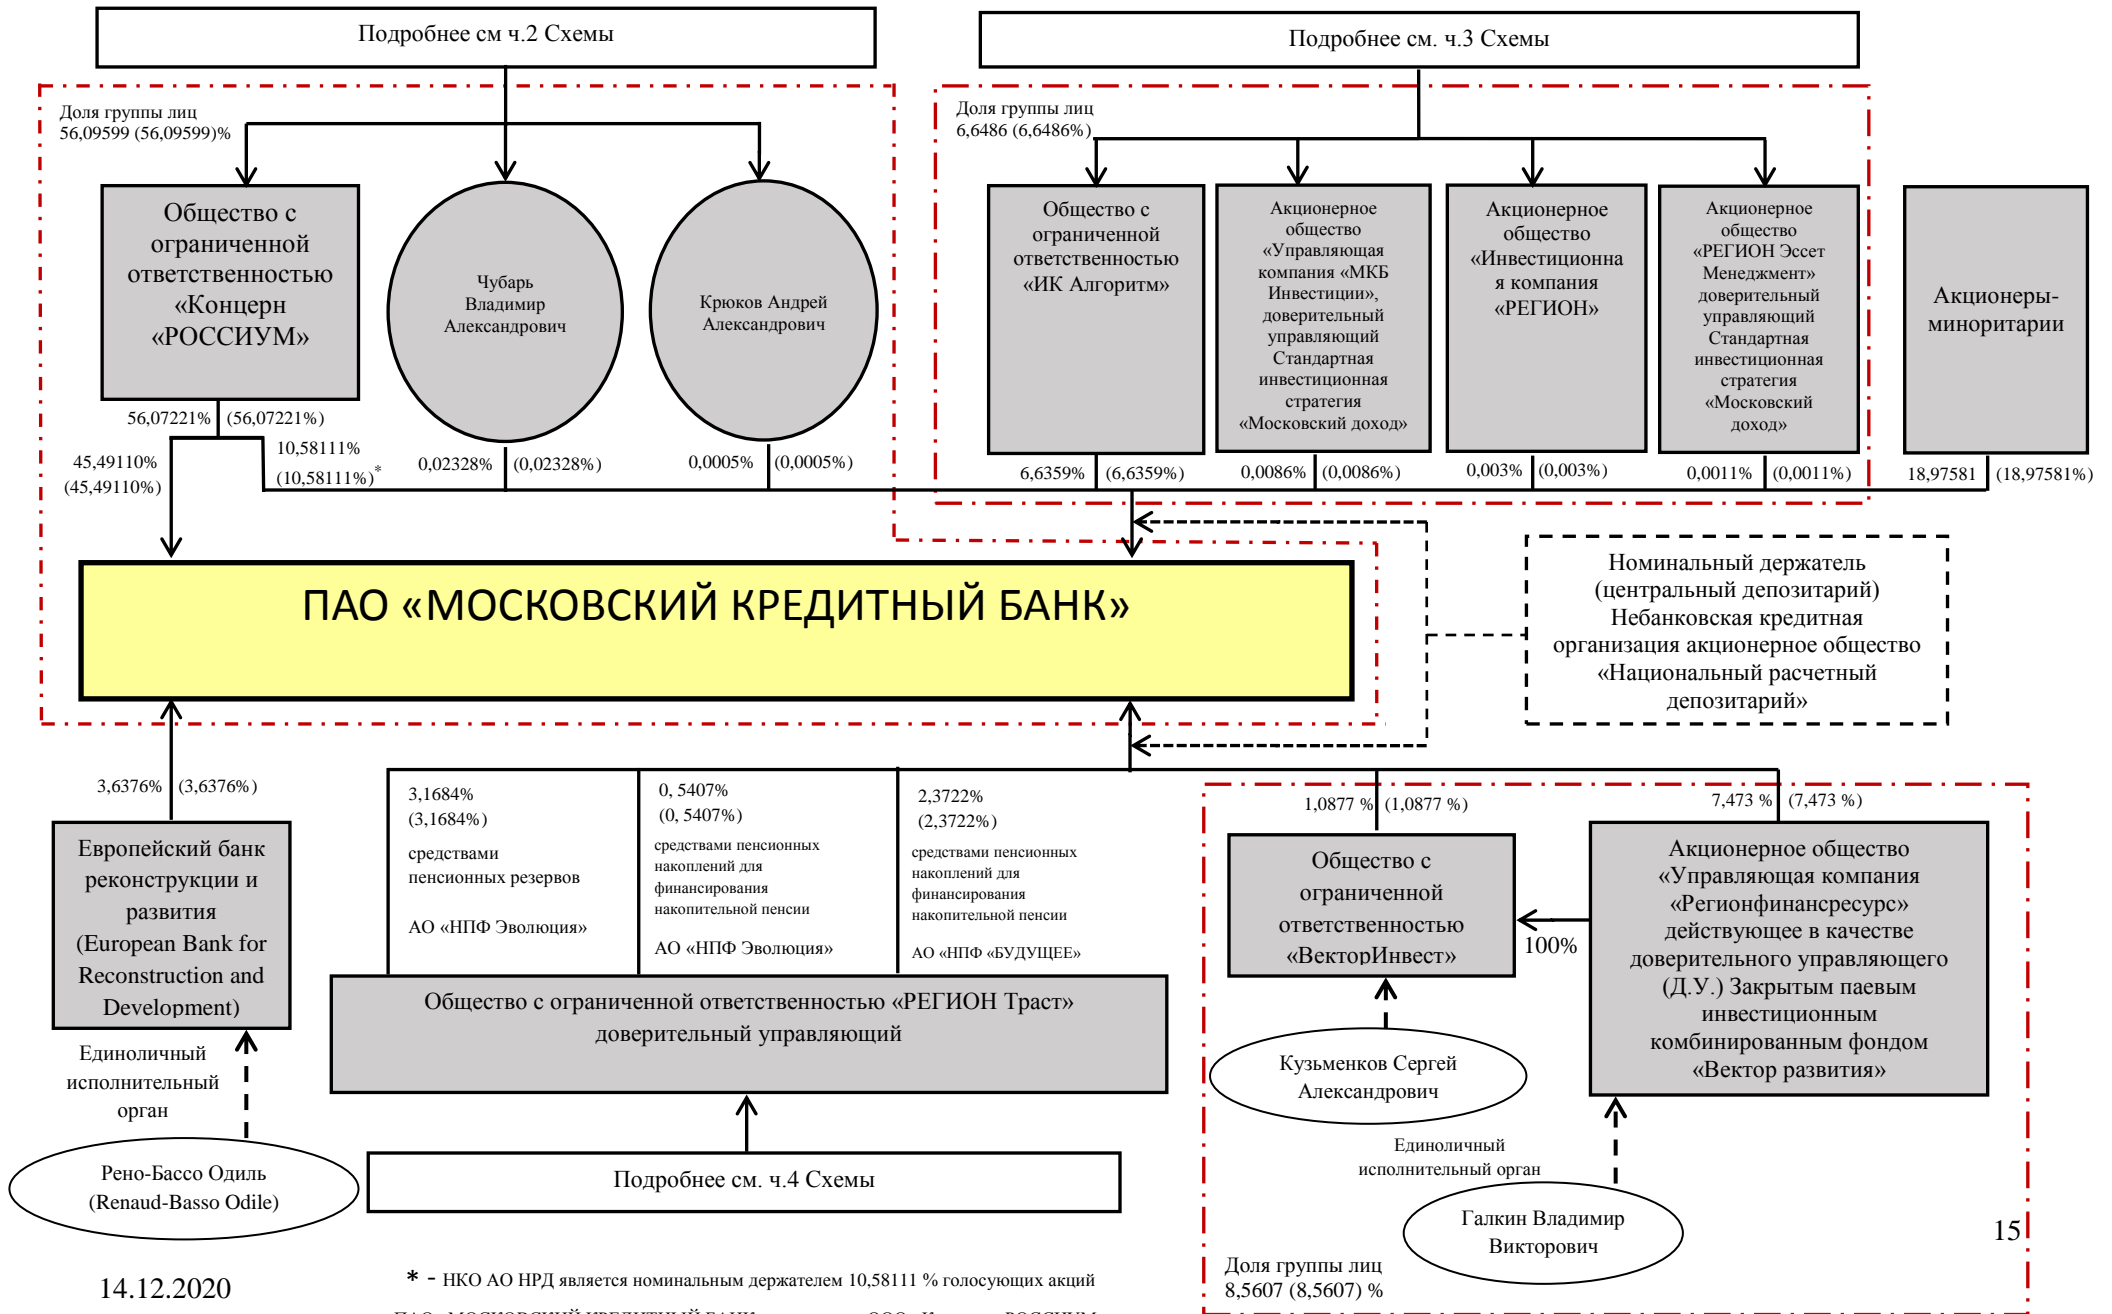 Подробнее см ч.2 Схемы
Подробнее см. ч.3 Схемы
Доля группы лиц
56,09599 (56,09599)%
Доля группы лиц
6,6486 (6,6486%)
Общество с
ограниченной
ответственностью
«Концерн
«РОССИУМ»
Чубарь
Владимир
Александрович
Крюков Андрей
Александрович
Общество с
ограниченной
ответственностью
«ИК Алгоритм»
Акционерное
общество
«Управляющая
компания «МКБ
Инвестиции»,
доверительный
управляющий
Стандартная
инвестиционная
стратегия
«Московский доход»
Акционерное
общество
«Инвестиционна
я компания
«РЕГИОН»
Акционерное
общество
«РЕГИОН Эссет
Менеджмент»
доверительный
управляющий
Стандартная
инвестиционная
стратегия
«Московский
доход»
Акционеры-
миноритарии
56,07221% (56,07221%)
45,49110%
(45,49110%)
10,58111%
(10,58111%)*
0,02328% (0,02328%)
0,0005% (0,0005%)
6,6359% (6,6359%)
0,0086% (0,0086%)
0,003% (0,003%)
0,0011% (0,0011%)
18,97581 (18,97581%)
ПАО «МОСКОВСКИЙ КРЕДИТНЫЙ БАНК»
Номинальный держатель
(центральный депозитарий)
Небанковская кредитная
организация акционерное общество
«Национальный расчетный
депозитарий»
3,6376% (3,6376%)
3,1684%
(3,1684%)
средствами
пенсионных резервов
АО «НПФ Эволюция»
0, 5407%
(0, 5407%)
средствами пенсионных
накоплений для
финансирования
накопительной пенсии
АО «НПФ Эволюция»
2,3722%
(2,3722%)
средствами пенсионных
накоплений для
финансирования
накопительной пенсии
АО «НПФ «БУДУЩЕЕ»
1,0877 % (1,0877 %)
7,473 % (7,473 %)
Европейский банк
реконструкции и
развития
(European Bank for
Reconstruction and
Development)
Общество с ограниченной ответственностью «РЕГИОН Траст»
доверительный управляющий
Общество с
ограниченной
ответственностью
«ВекторИнвест»
100%
Акционерное общество
«Управляющая компания
«Регионфинансресурс»
действующее в качестве
доверительного управляющего
(Д.У.) Закрытым паевым
инвестиционным
комбинированным фондом
«Вектор развития»
Единоличный
исполнительный
орган
Рено-Бассо Одиль
(Renaud-Basso Odile)
Подробнее см. ч.4 Схемы
Кузьменков Сергей
Александрович
Единоличный
исполнительный орган
Галкин Владимир
Викторович
15
Доля группы лиц
8,5607 (8,5607) %
14.12.2020
* - НКО АО НРД является номинальным держателем 10,58111 % голосующих акций